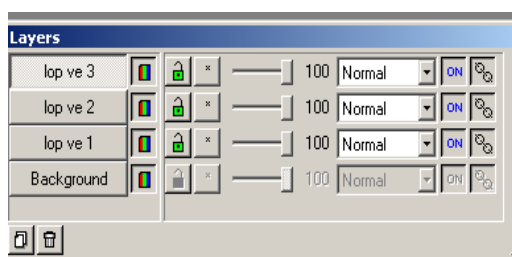 Layers
lop ve 3 100 Normal ON
lop ve 2 100 Normal ON
lop ve 1 100 Normal ON
Background 100 Normal ON